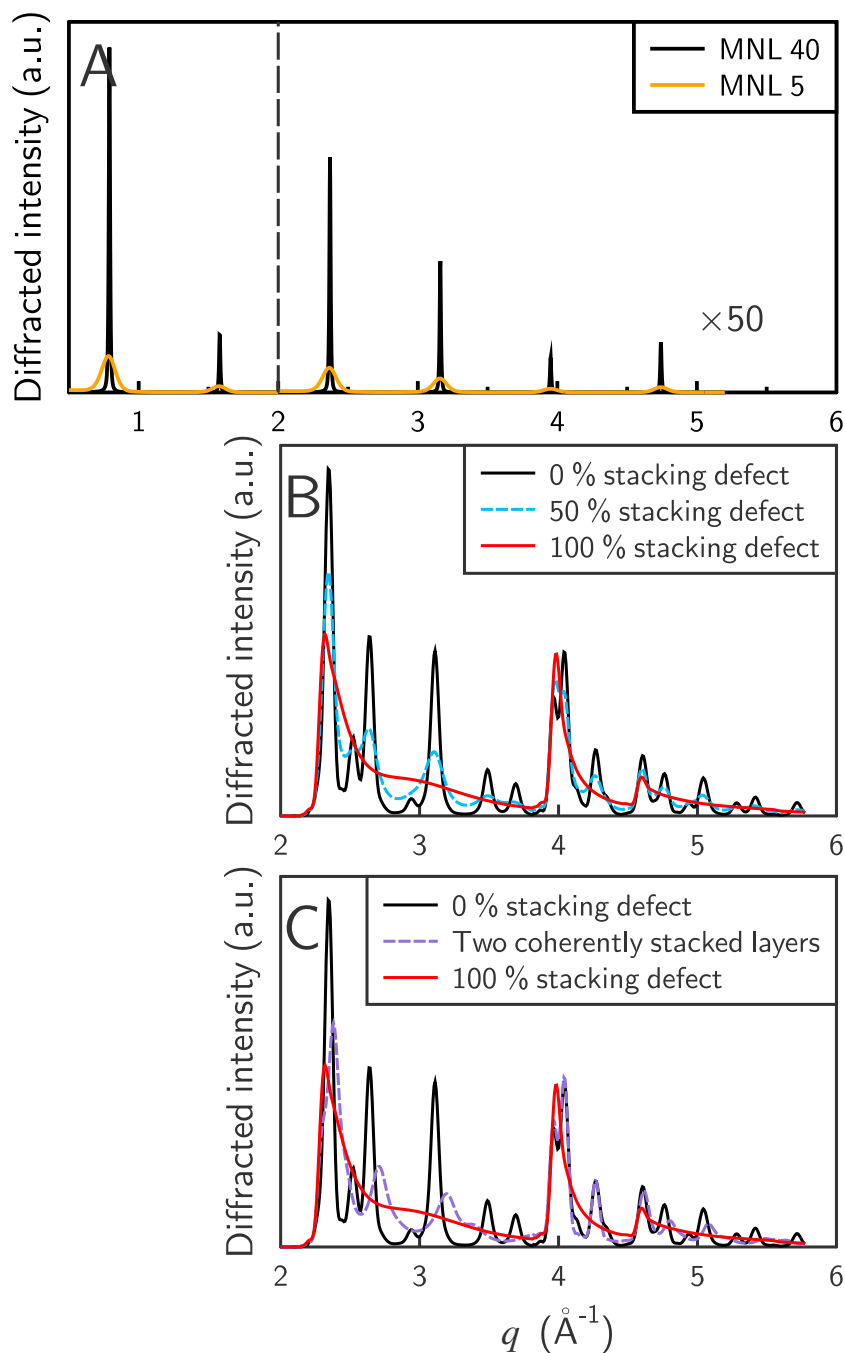 A
MNL 40
MNL 5
Diffracted intensity (a.u.)
×50
1 2 3 4 5 6
B
0 % stacking defect
50 % stacking defect
100 % stacking defect
Diffracted intensity (a.u.)
2 3 4 5 6
C
0 % stacking defect
Two coherently stacked layers
100 % stacking defect
Diffracted intensity (a.u.)
2 3 4 5 6
q (Å⁻¹)